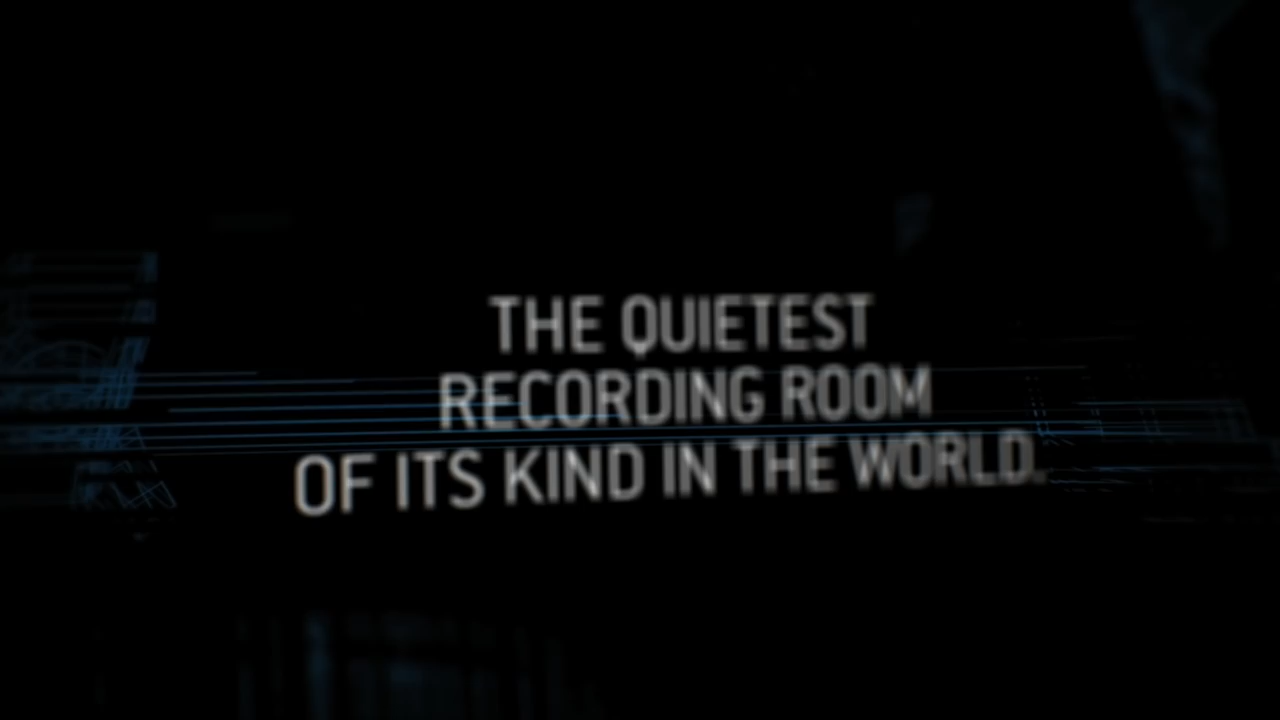 THE QUIETEST
RECORDING ROOM
OF ITS KIND IN THE WORLD.